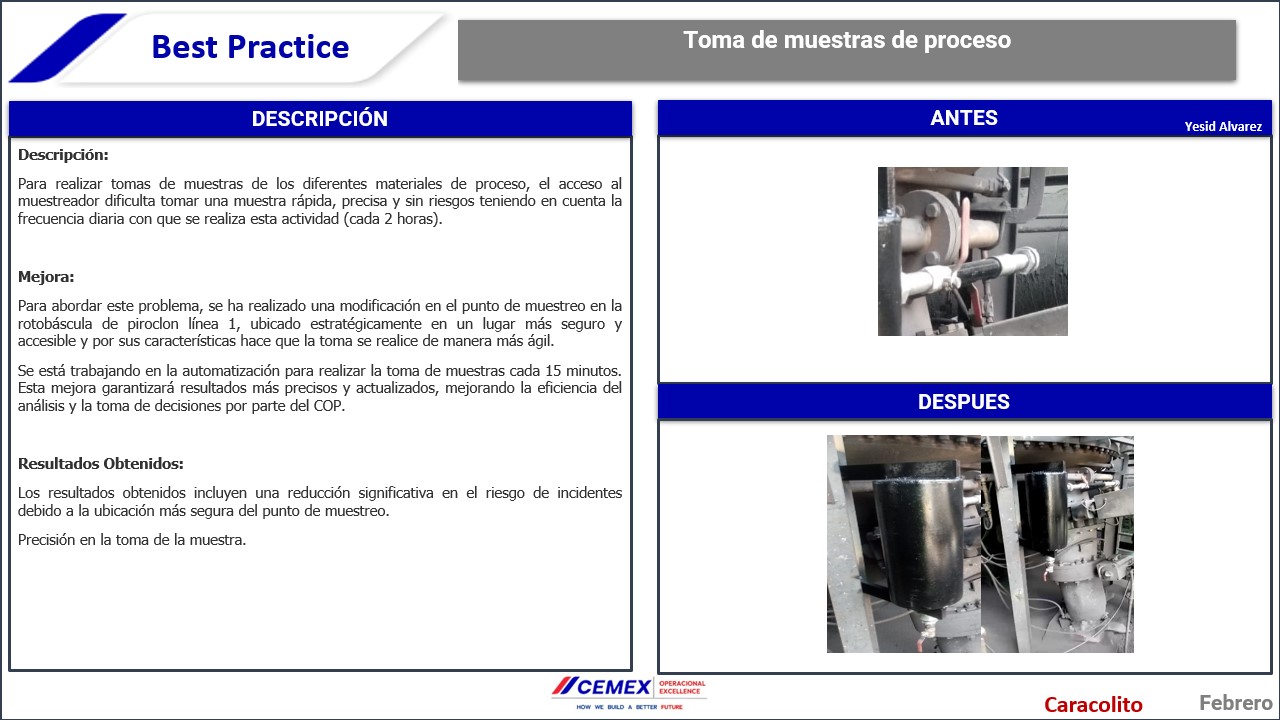 Best Practice
Toma de muestras de proceso
DESCRIPCIÓN
Descripción:
Para realizar tomas de muestras de los diferentes materiales de proceso, el acceso al
muestreador dificulta tomar una muestra rápida, precisa y sin riesgos teniendo en cuenta la
frecuencia diaria con que se realiza esta actividad (cada 2 horas).
Mejora:
Para abordar este problema, se ha realizado una modificación en el punto de muestreo en la
rotobáscula de piroclon línea 1, ubicado estratégicamente en un lugar más seguro y
accesible y por sus características hace que la toma se realice de manera más ágil.
Se está trabajando en la automatización para realizar la toma de muestras cada 15 minutos.
Esta mejora garantizará resultados más precisos y actualizados, mejorando la eficiencia del
análisis y la toma de decisiones por parte del COP.
Resultados Obtenidos:
Los resultados obtenidos incluyen una reducción significativa en el riesgo de incidentes
debido a la ubicación más segura del punto de muestreo.
Precisión en la toma de la muestra.
ANTES
Yesid Alvarez
DESPUES
CEMEX
OPERACIONAL
EXCELLENCE
HOW WE BUILD A BETTER FUTURE
Caracolito
Febrero